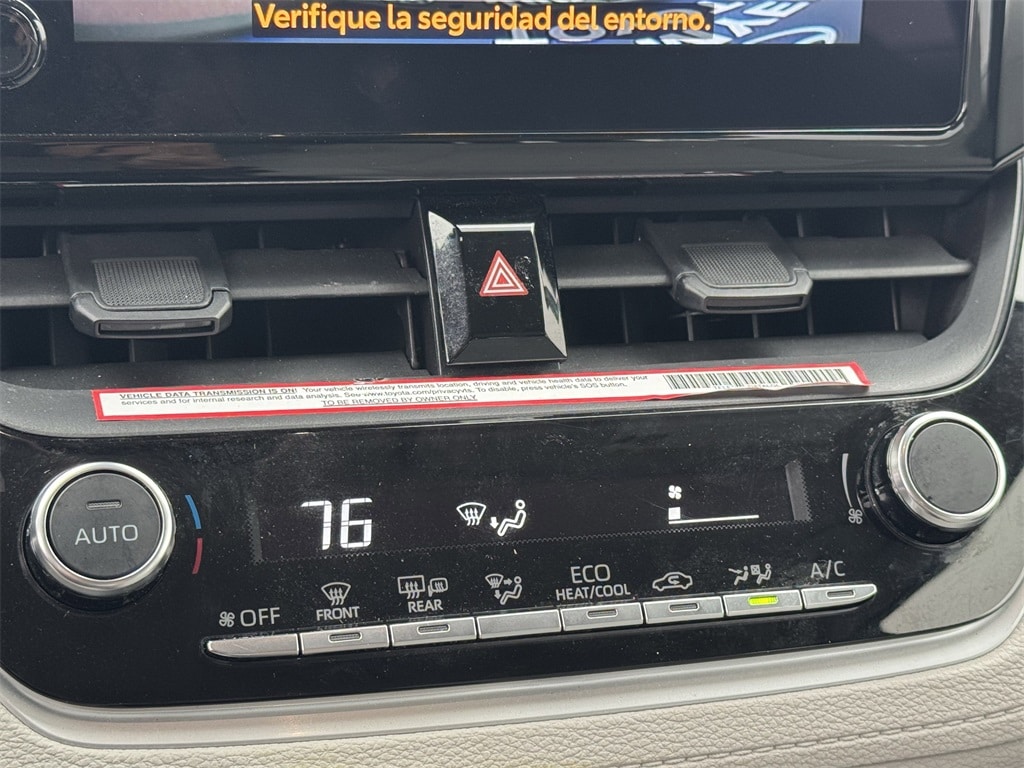 Verifique la seguridad del entorno.
VEHICLE DATA TRANSMISSION IS ON! Your vehicle wirelessly transmits location, driving and vehicle health data to deliver your
services and for internal research and data analysis. See www.toyota.com/privacyvts. To disable, press vehicle's SOS button.
TO BE REMOVED BY OWNER ONLY
AUTO
76
OFF
FRONT
REAR
ECO
HEAT/COOL
A/C